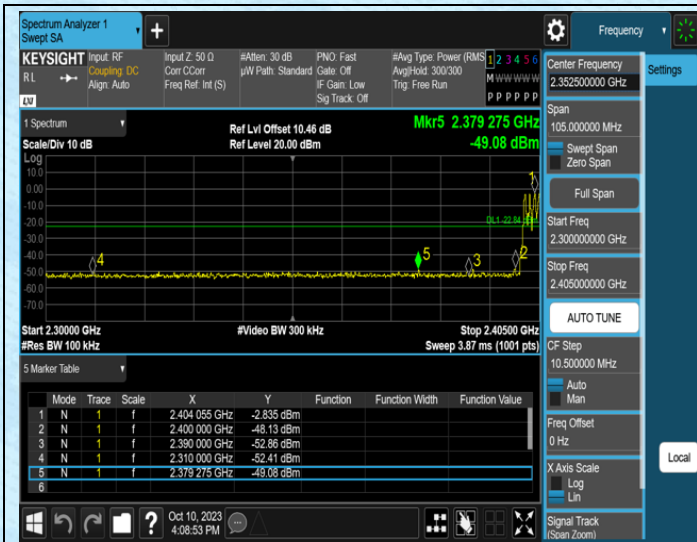 Spectrum Analyzer 1
Swept SA
Frequency
KEYSIGHT
Input: RF
Input Z: 50 Ω
#Atten: 30 dB
PNO: Fast
#Avg Type: Power (RMS
1 2 3 4 5 6
R L
Coupling: DC
Corr CCorr
µW Path: Standard
Gate: Off
Avg|Hold: 300/300
M W W W W W
Align: Auto
Freq Ref: Int (S)
IF Gain: Low
Trig: Free Run
Sig Track: Off
P P P P P P
LXI
1 Spectrum
Ref Lvl Offset 10.46 dB
Mkr5 2.379 275 GHz
Scale/Div 10 dB
Ref Level 20.00 dBm
-49.08 dBm
Log
10.0
0.00
-10.0
-20.0
-30.0
-40.0
-50.0
-60.0
-70.0
1
DL1 -22.84
4
5
3
2
Start 2.30000 GHz
#Video BW 300 kHz
Stop 2.40500 GHz
#Res BW 100 kHz
Sweep 3.87 ms (1001 pts)
5 Marker Table
Mode Trace Scale X Y Function Function Width Function Value
1 N 1 f 2.404 055 GHz -2.835 dBm
2 N 1 f 2.400 000 GHz -48.13 dBm
3 N 1 f 2.390 000 GHz -52.86 dBm
4 N 1 f 2.310 000 GHz -52.41 dBm
5 N 1 f 2.379 275 GHz -49.08 dBm
6
Oct 10, 2023
4:08:53 PM
Center Frequency
2.352500000 GHz
Span
105.000000 MHz
Swept Span
Zero Span
Full Span
Start Freq
2.300000000 GHz
Stop Freq
2.405000000 GHz
AUTO TUNE
CF Step
10.500000 MHz
Auto
Man
Freq Offset
0 Hz
X Axis Scale
Log
Lin
Signal Track
(Span Zoom)
Settings
Local